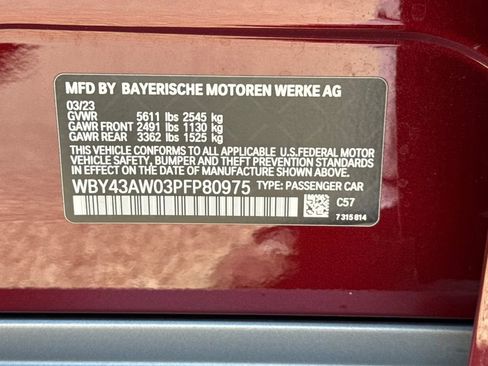 MFD BY BAYERISCHE MOTOREN WERKE AG
03/23
GVWR 5611 lbs 2545 kg
GAWR FRONT 2491 lbs 1130 kg
GAWR REAR 3362 lbs 1525 kg
THIS VEHICLE CONFORMS TO ALL APPLICABLE U.S.FEDERAL MOTOR
VEHICLE SAFETY, BUMPER, AND THEFT PREVENTION STANDARDS
IN EFFECT ON THE DATE OF MANUFACTURE SHOWN ABOVE.
WBY43AW03PFP80975 TYPE: PASSENGER CAR
C57
7 315 814